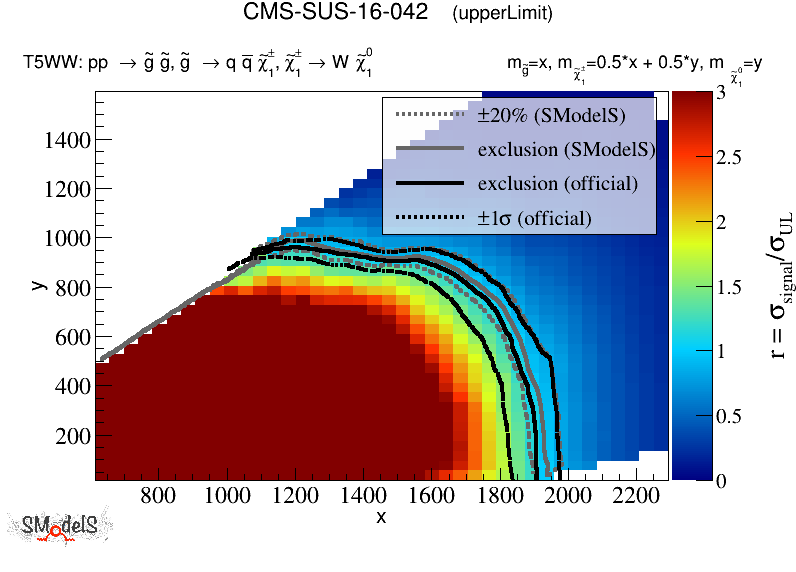 CMS-SUS-16-042 (upperLimit)
T5WW: pp → g̃ g̃, g̃ → q q̅ χ̃₁^±, χ̃₁^± → W χ̃₁^0
m_g̃=x, m_χ̃₁^±=0.5*x + 0.5*y, m_χ̃₁^0=y
±20% (SModelS)
exclusion (SModelS)
exclusion (official)
±1σ (official)
1400
1200
1000
800
600
400
200
y
800 1000 1200 1400 1600 1800 2000 2200
x
3
2.5
2
1.5
1
0.5
0
r = σ_signal/σ_UL
SModelS